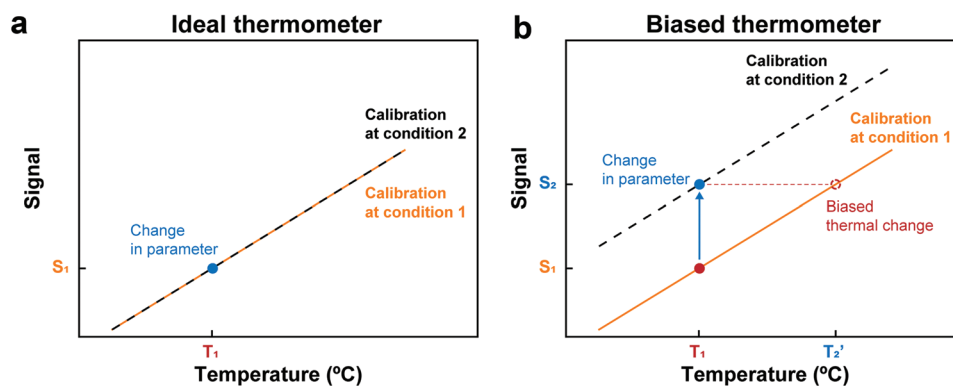 a
Ideal thermometer
Signal
S₁
Calibration
at condition 2
Calibration
at condition 1
Change
in parameter
T₁
Temperature (ºC)
b
Biased thermometer
Signal
S₂
S₁
Calibration
at condition 2
Calibration
at condition 1
Change
in parameter
Biased
thermal change
T₁
T₂’
Temperature (ºC)